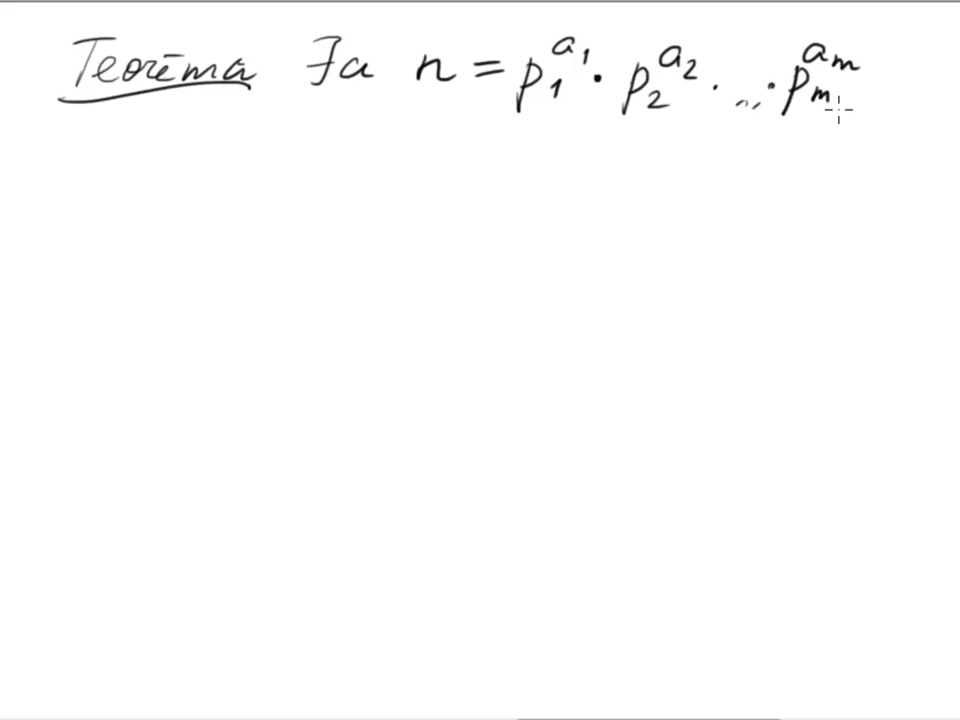 Teorēma Ja n = p₁^{a₁} · p₂^{a₂} · ... · pₘ^{aₘ}